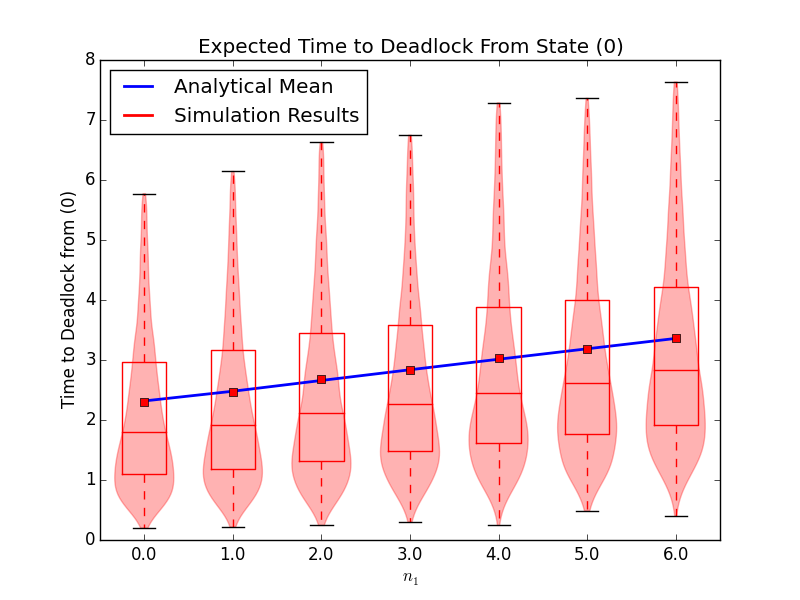 Expected Time to Deadlock From State (0)
Analytical Mean
Simulation Results
Time to Deadlock from (0)
8
7
6
5
4
3
2
1
0
0.0 1.0 2.0 3.0 4.0 5.0 6.0
n₁